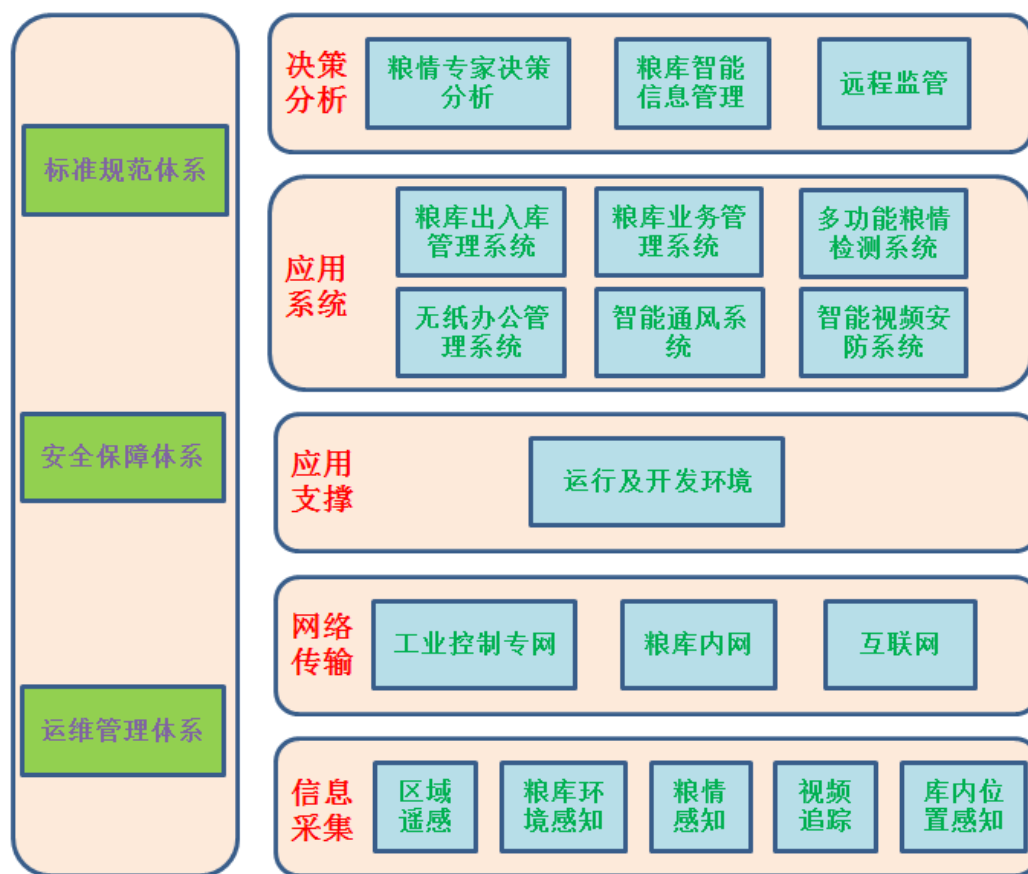 标准规范体系
安全保障体系
运维管理体系
决策
分析
粮情专家决策
分析
粮库智能
信息管理
远程监管
应用
系统
粮库出入库
管理系统
粮库业务管
理系统
多功能粮情
检测系统
无纸办公管
理系统
智能通风系
统
智能视频安
防系统
应用
支撑
运行及开发环境
网络
传输
工业控制专网
粮库内网
互联网
信息
采集
区域
遥感
粮库环
境感知
粮情
感知
视频
追踪
库内位
置感知